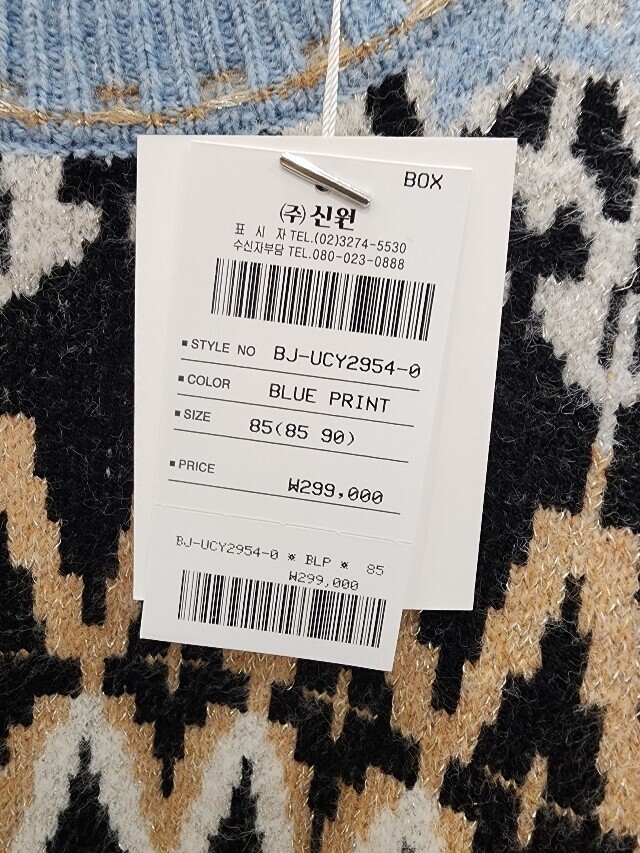 BOX
㈜신원
표 시 자 TEL.(02)3274-5530
수신자부담 TEL.080-023-0888
▪STYLE NO BJ-UCY2954-0
▪COLOR BLUE PRINT
▪SIZE 85(85 90)
▪PRICE ₩299,000
BJ-UCY2954-0 * BLP * 85
₩299,000